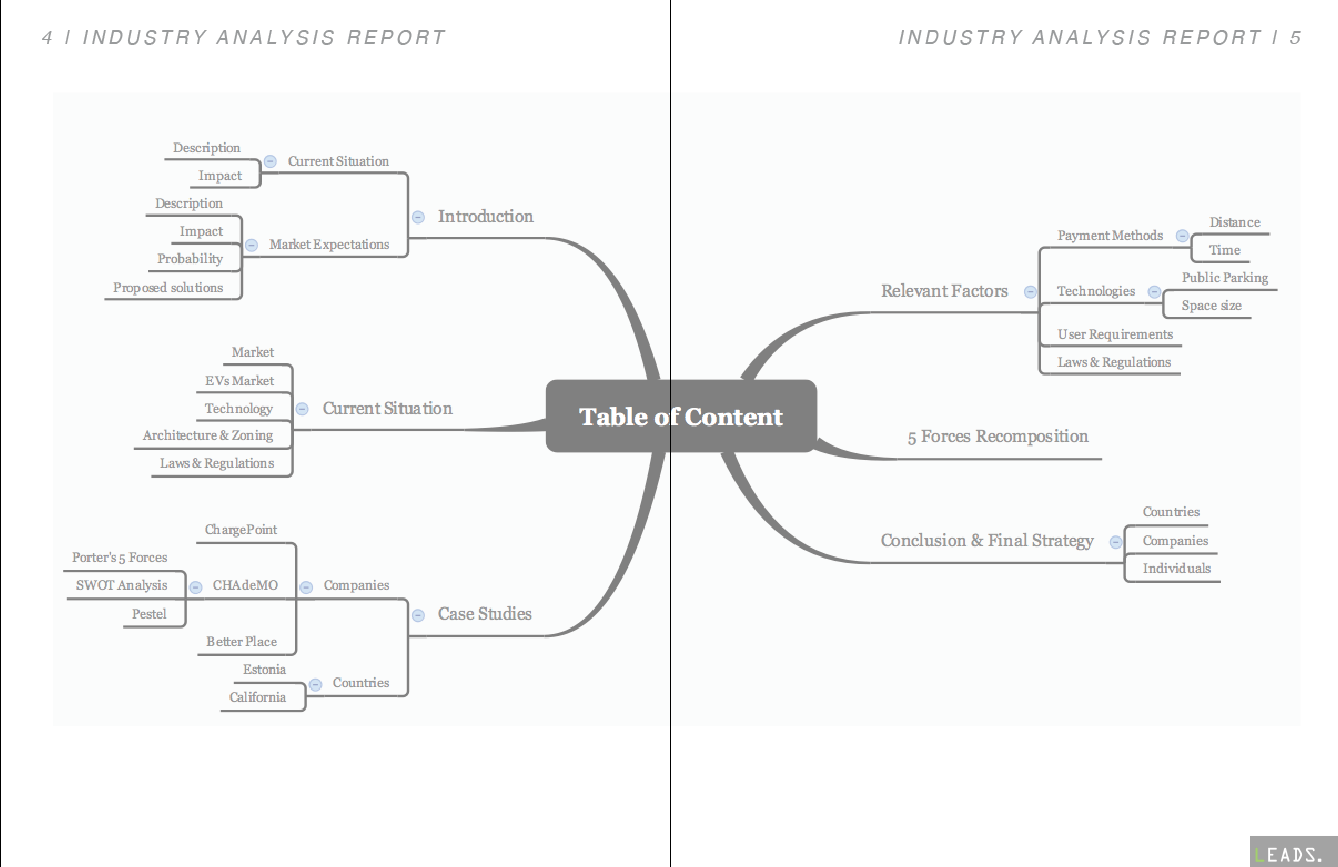 4 | INDUSTRY ANALYSIS REPORT
INDUSTRY ANALYSIS REPORT | 5
Table of Content
Introduction
Current Situation
Description
Impact
Market Expectations
Description
Impact
Probability
Proposed solutions
Current Situation
Market
EVs Market
Technology
Architecture & Zoning
Laws & Regulations
Case Studies
Companies
ChargePoint
CHAdeMO
Porter's 5 Forces
SWOT Analysis
Pestel
Better Place
Countries
Estonia
California
Relevant Factors
Payment Methods
Distance
Time
Technologies
Public Parking
Space size
User Requirements
Laws & Regulations
5 Forces Recomposition
Conclusion & Final Strategy
Countries
Companies
Individuals
LEADS.